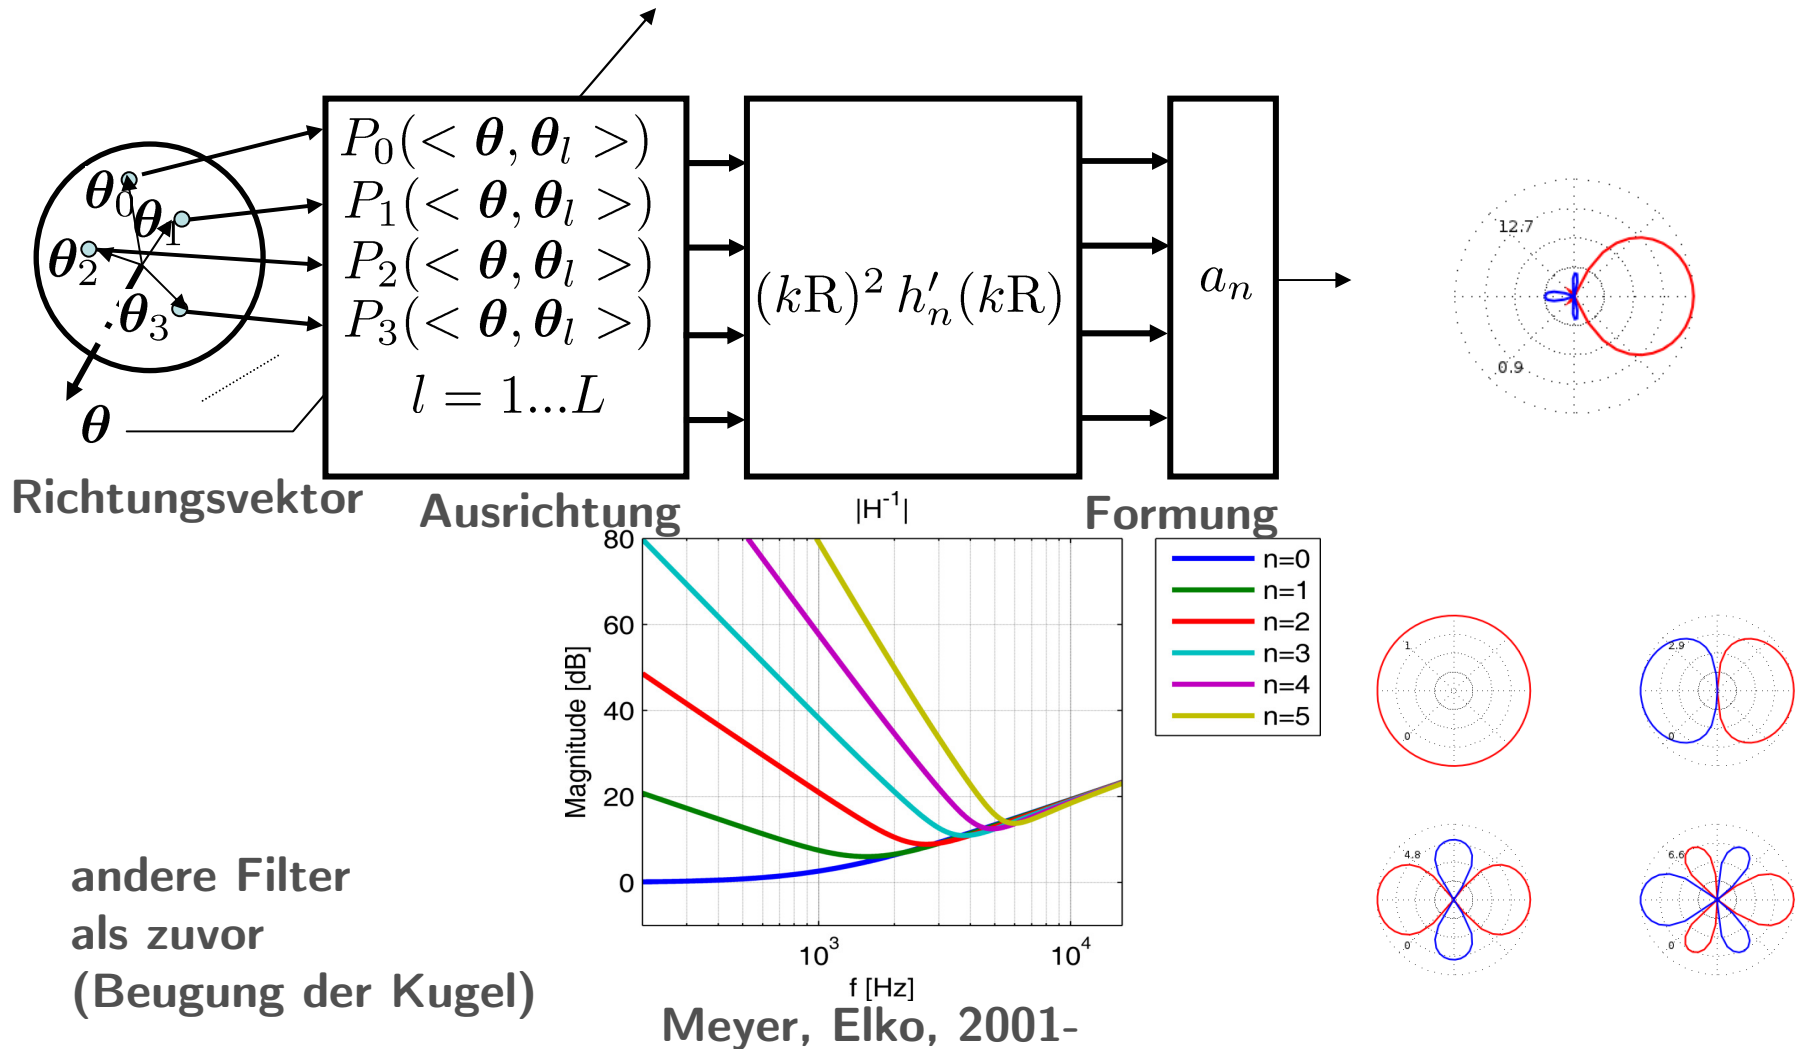 θ₀
θ₁
θ₂
θ₃
θ
P₀(< θ, θₗ >)
P₁(< θ, θₗ >)
P₂(< θ, θₗ >)
P₃(< θ, θₗ >)
l = 1...L
(kR)² h′ₙ(kR)
aₙ
12.7
0.9
Richtungsvektor
Ausrichtung
Formung
|H⁻¹|
80
60
40
20
0
Magnitude [dB]
10³
10⁴
f [Hz]
n=0
n=1
n=2
n=3
n=4
n=5
1
0
2.9
0
4.8
0
6.6
0
andere Filter
als zuvor
(Beugung der Kugel)
Meyer, Elko, 2001-